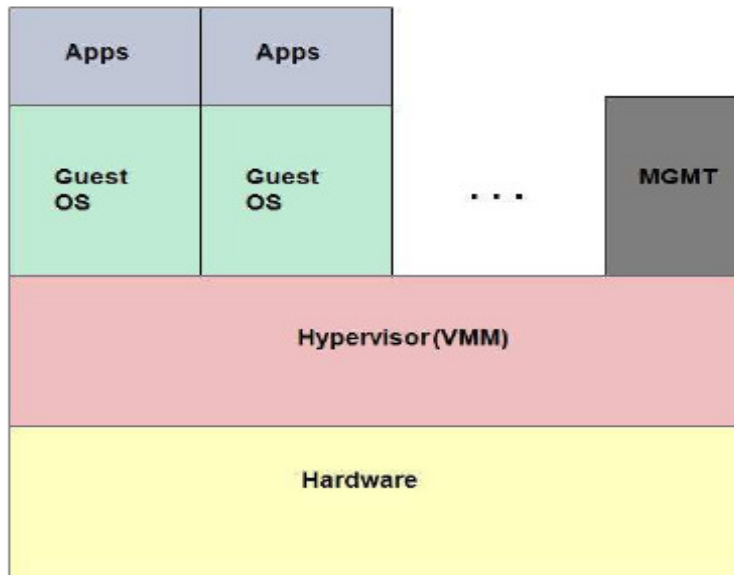 Apps Apps
Guest
OS
Guest
OS
. . .
MGMT
Hypervisor(VMM)
Hardware